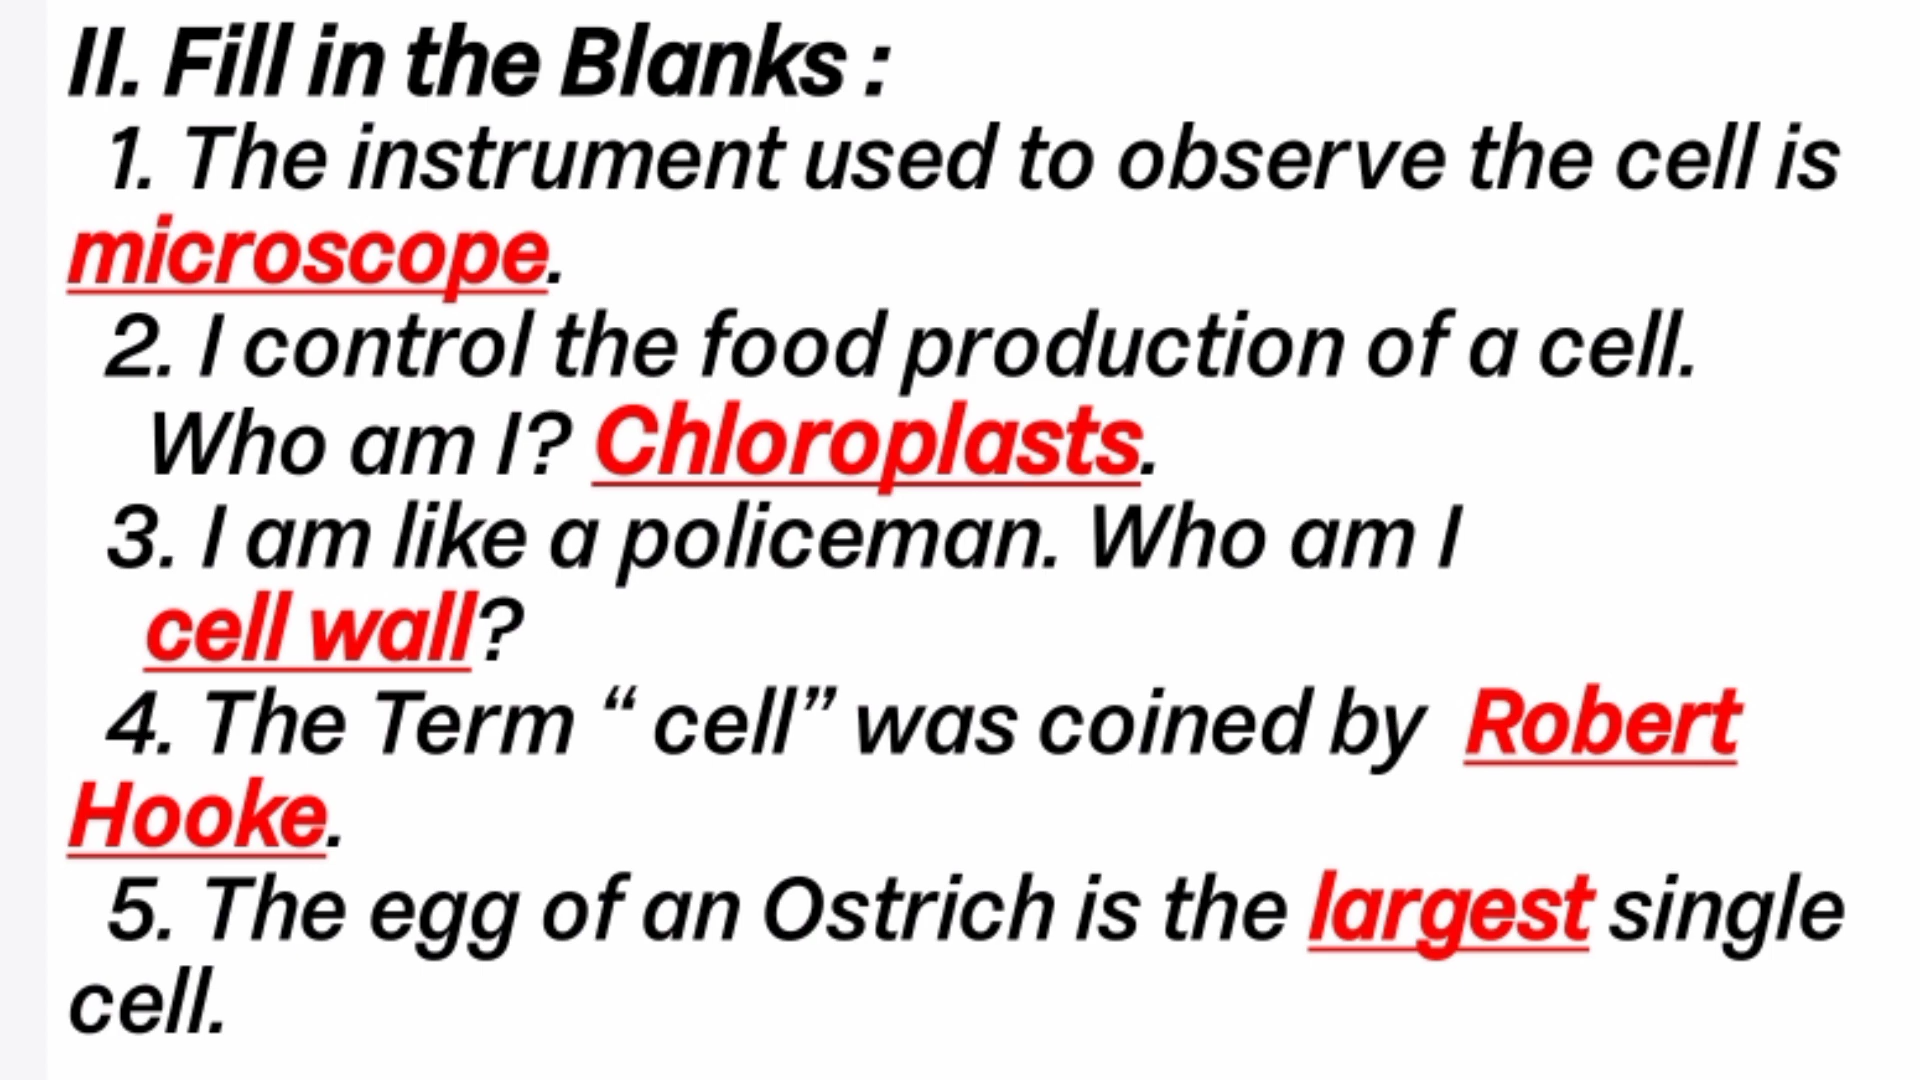 II. Fill in the Blanks :
1. The instrument used to observe the cell is
microscope.
2. I control the food production of a cell.
Who am I? Chloroplasts.
3. I am like a policeman. Who am I
cell wall?
4. The Term “ cell” was coined by Robert
Hooke.
5. The egg of an Ostrich is the largest single
cell.